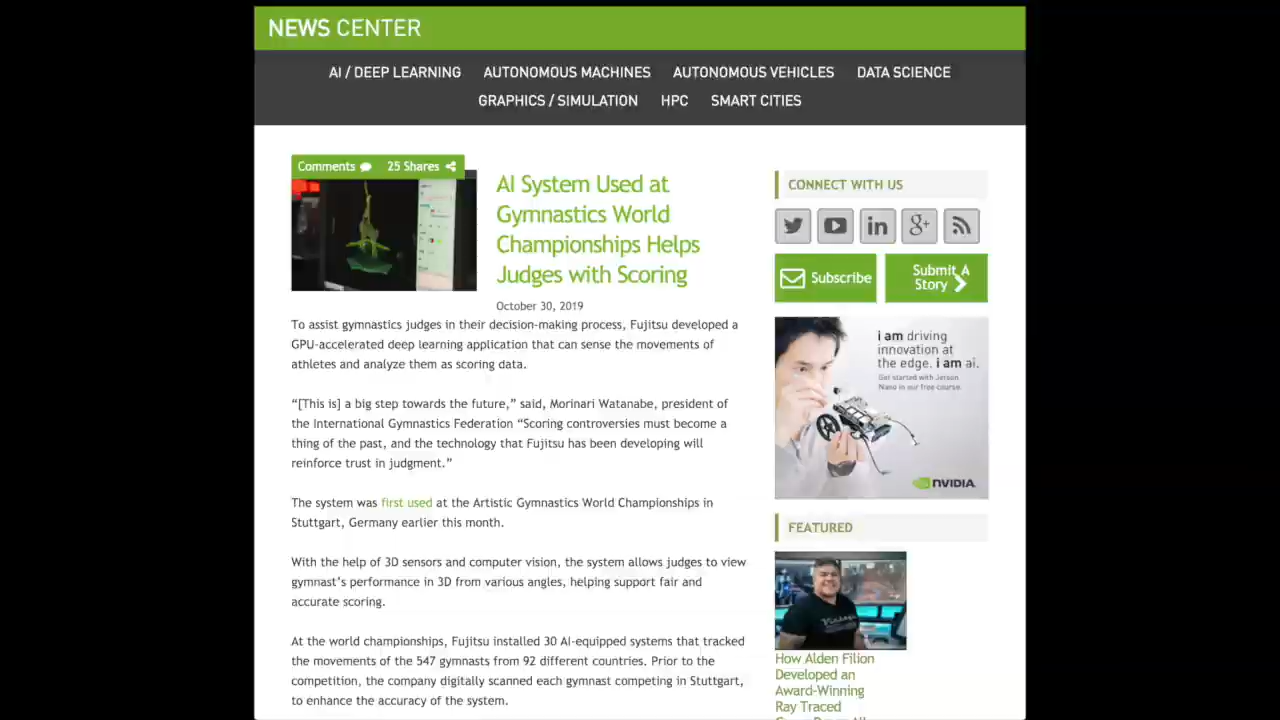 NEWS CENTER
AI / DEEP LEARNING AUTONOMOUS MACHINES AUTONOMOUS VEHICLES DATA SCIENCE
GRAPHICS / SIMULATION HPC SMART CITIES
Comments 25 Shares
AI System Used at
Gymnastics World
Championships Helps
Judges with Scoring
October 30, 2019
To assist gymnastics judges in their decision-making process, Fujitsu developed a
GPU-accelerated deep learning application that can sense the movements of
athletes and analyze them as scoring data.
“[This is] a big step towards the future,” said, Morinari Watanabe, president of
the International Gymnastics Federation “Scoring controversies must become a
thing of the past, and the technology that Fujitsu has been developing will
reinforce trust in judgment.”
The system was first used at the Artistic Gymnastics World Championships in
Stuttgart, Germany earlier this month.
With the help of 3D sensors and computer vision, the system allows judges to view
gymnast’s performance in 3D from various angles, helping support fair and
accurate scoring.
At the world championships, Fujitsu installed 30 AI-equipped systems that tracked
the movements of the 547 gymnasts from 92 different countries. Prior to the
competition, the company digitally scanned each gymnast competing in Stuttgart,
to enhance the accuracy of the system.
CONNECT WITH US
in g+
Subscribe
Submit A
Story
i am driving
innovation at
the edge. i am ai.
Get started with Jetson
Nano in our free course.
NVIDIA.
FEATURED
How Alden Filion
Developed an
Award-Winning
Ray Traced